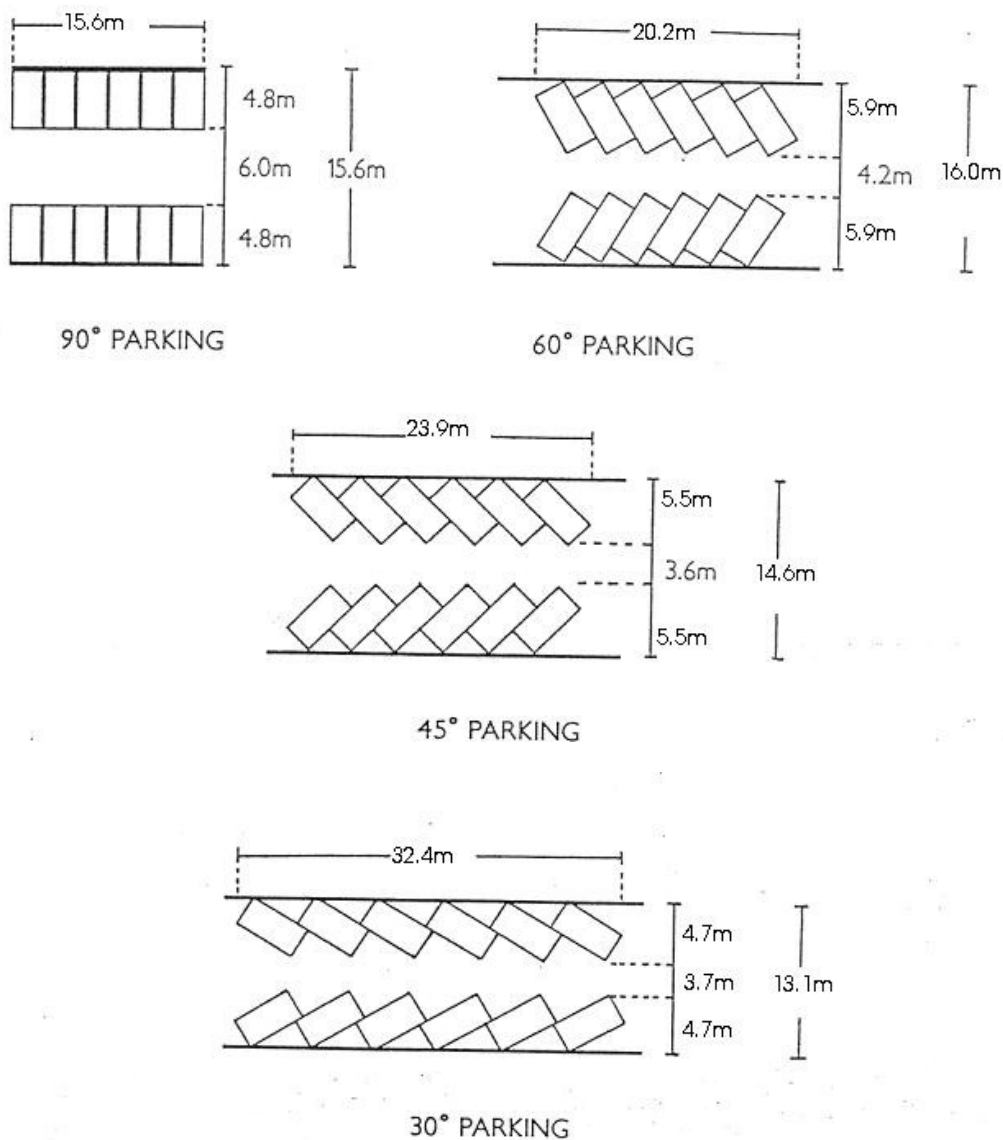 15.6m
4.8m
6.0m
15.6m
4.8m
90° PARKING
20.2m
5.9m
4.2m
16.0m
5.9m
60° PARKING
23.9m
5.5m
3.6m
14.6m
5.5m
45° PARKING
32.4m
4.7m
3.7m
13.1m
4.7m
30° PARKING